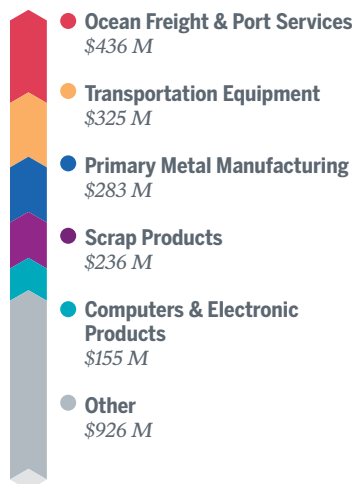 Ocean Freight & Port Services
$436 M
Transportation Equipment
$325 M
Primary Metal Manufacturing
$283 M
Scrap Products
$236 M
Computers & Electronic
Products
$155 M
Other
$926 M